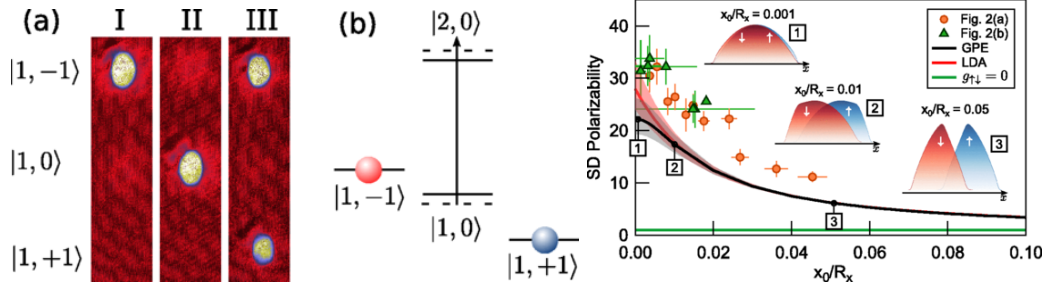 (a)
I II III
|1, −1⟩
|1, 0⟩
|1, +1⟩
(b)
|2, 0⟩
|1, −1⟩
|1, 0⟩
|1, +1⟩
SD Polarizability
40
30
20
10
0
0.00 0.02 0.04 0.06 0.08 0.10
x₀/Rₓ
x₀/Rₓ = 0.001
↓ ↑
1
x
x₀/Rₓ = 0.01
↓ ↑
2
x
x₀/Rₓ = 0.05
↓ ↑
3
x
Fig. 2(a)
Fig. 2(b)
GPE
LDA
g↑↓ = 0
1
2
3